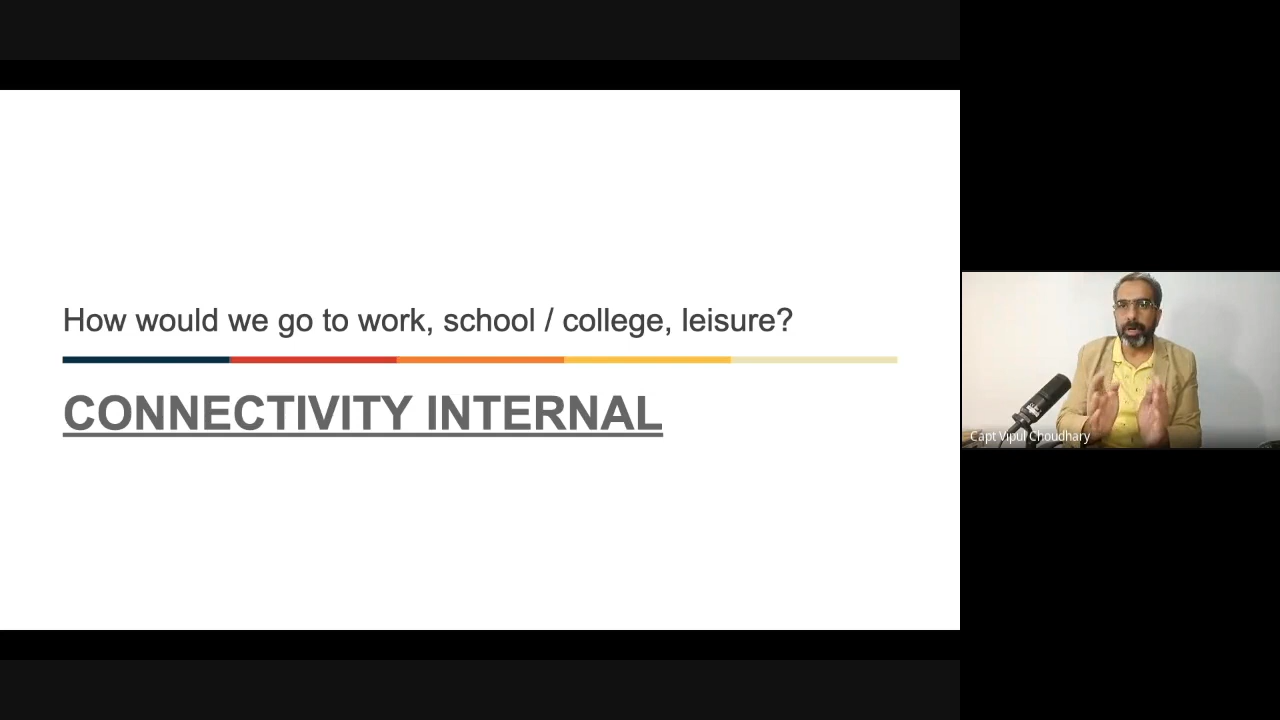 How would we go to work, school / college, leisure?
CONNECTIVITY INTERNAL
Capt Vipul Choudhary